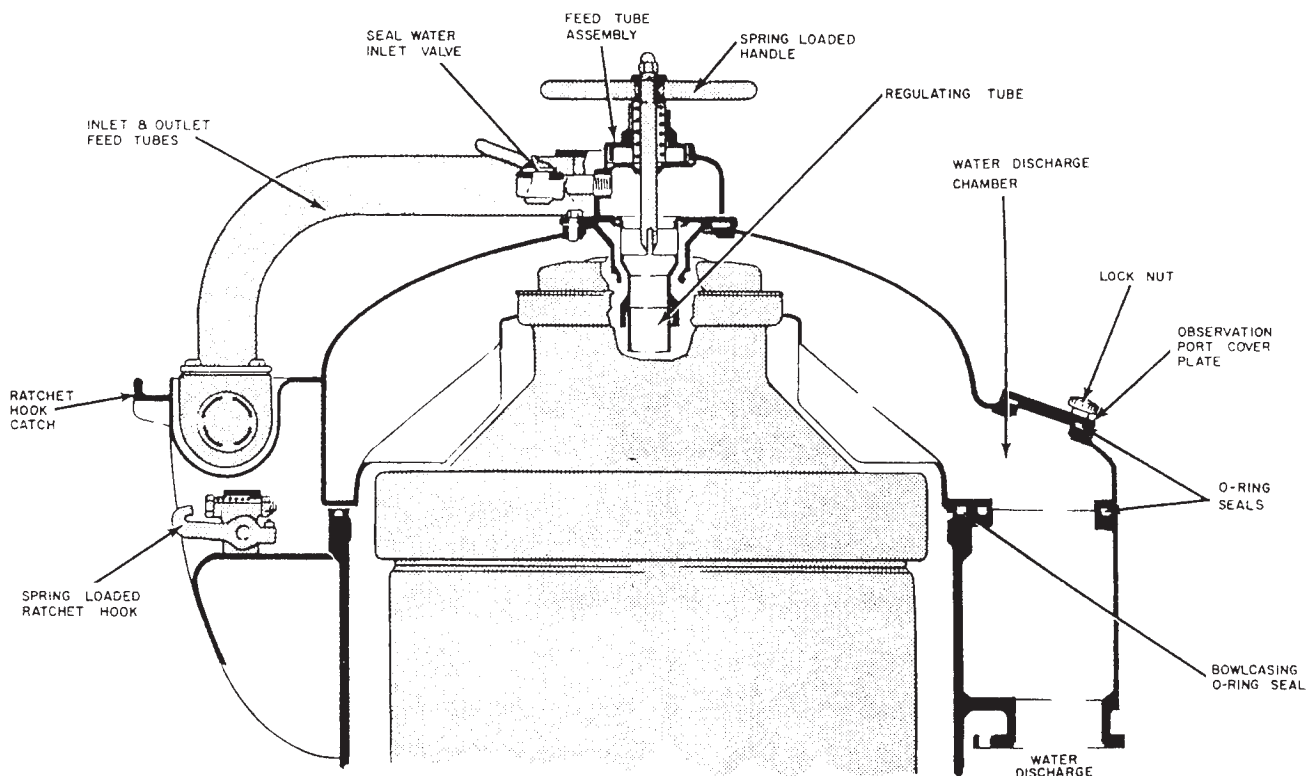 FEED TUBE
ASSEMBLY
SEAL WATER
INLET VALVE
SPRING LOADED
HANDLE
REGULATING TUBE
INLET & OUTLET
FEED TUBES
WATER DISCHARGE
CHAMBER
LOCK NUT
OBSERVATION
PORT COVER
PLATE
RATCHET
HOOK
CATCH
O-RING
SEALS
SPRING LOADED
RATCHET HOOK
BOWLCASING
O-RING SEAL
WATER
DISCHARGE